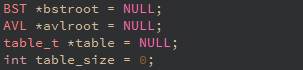 BST *bstroot = NULL;
AVL *avlroot = NULL;
table_t *table = NULL;
int table_size = 0;